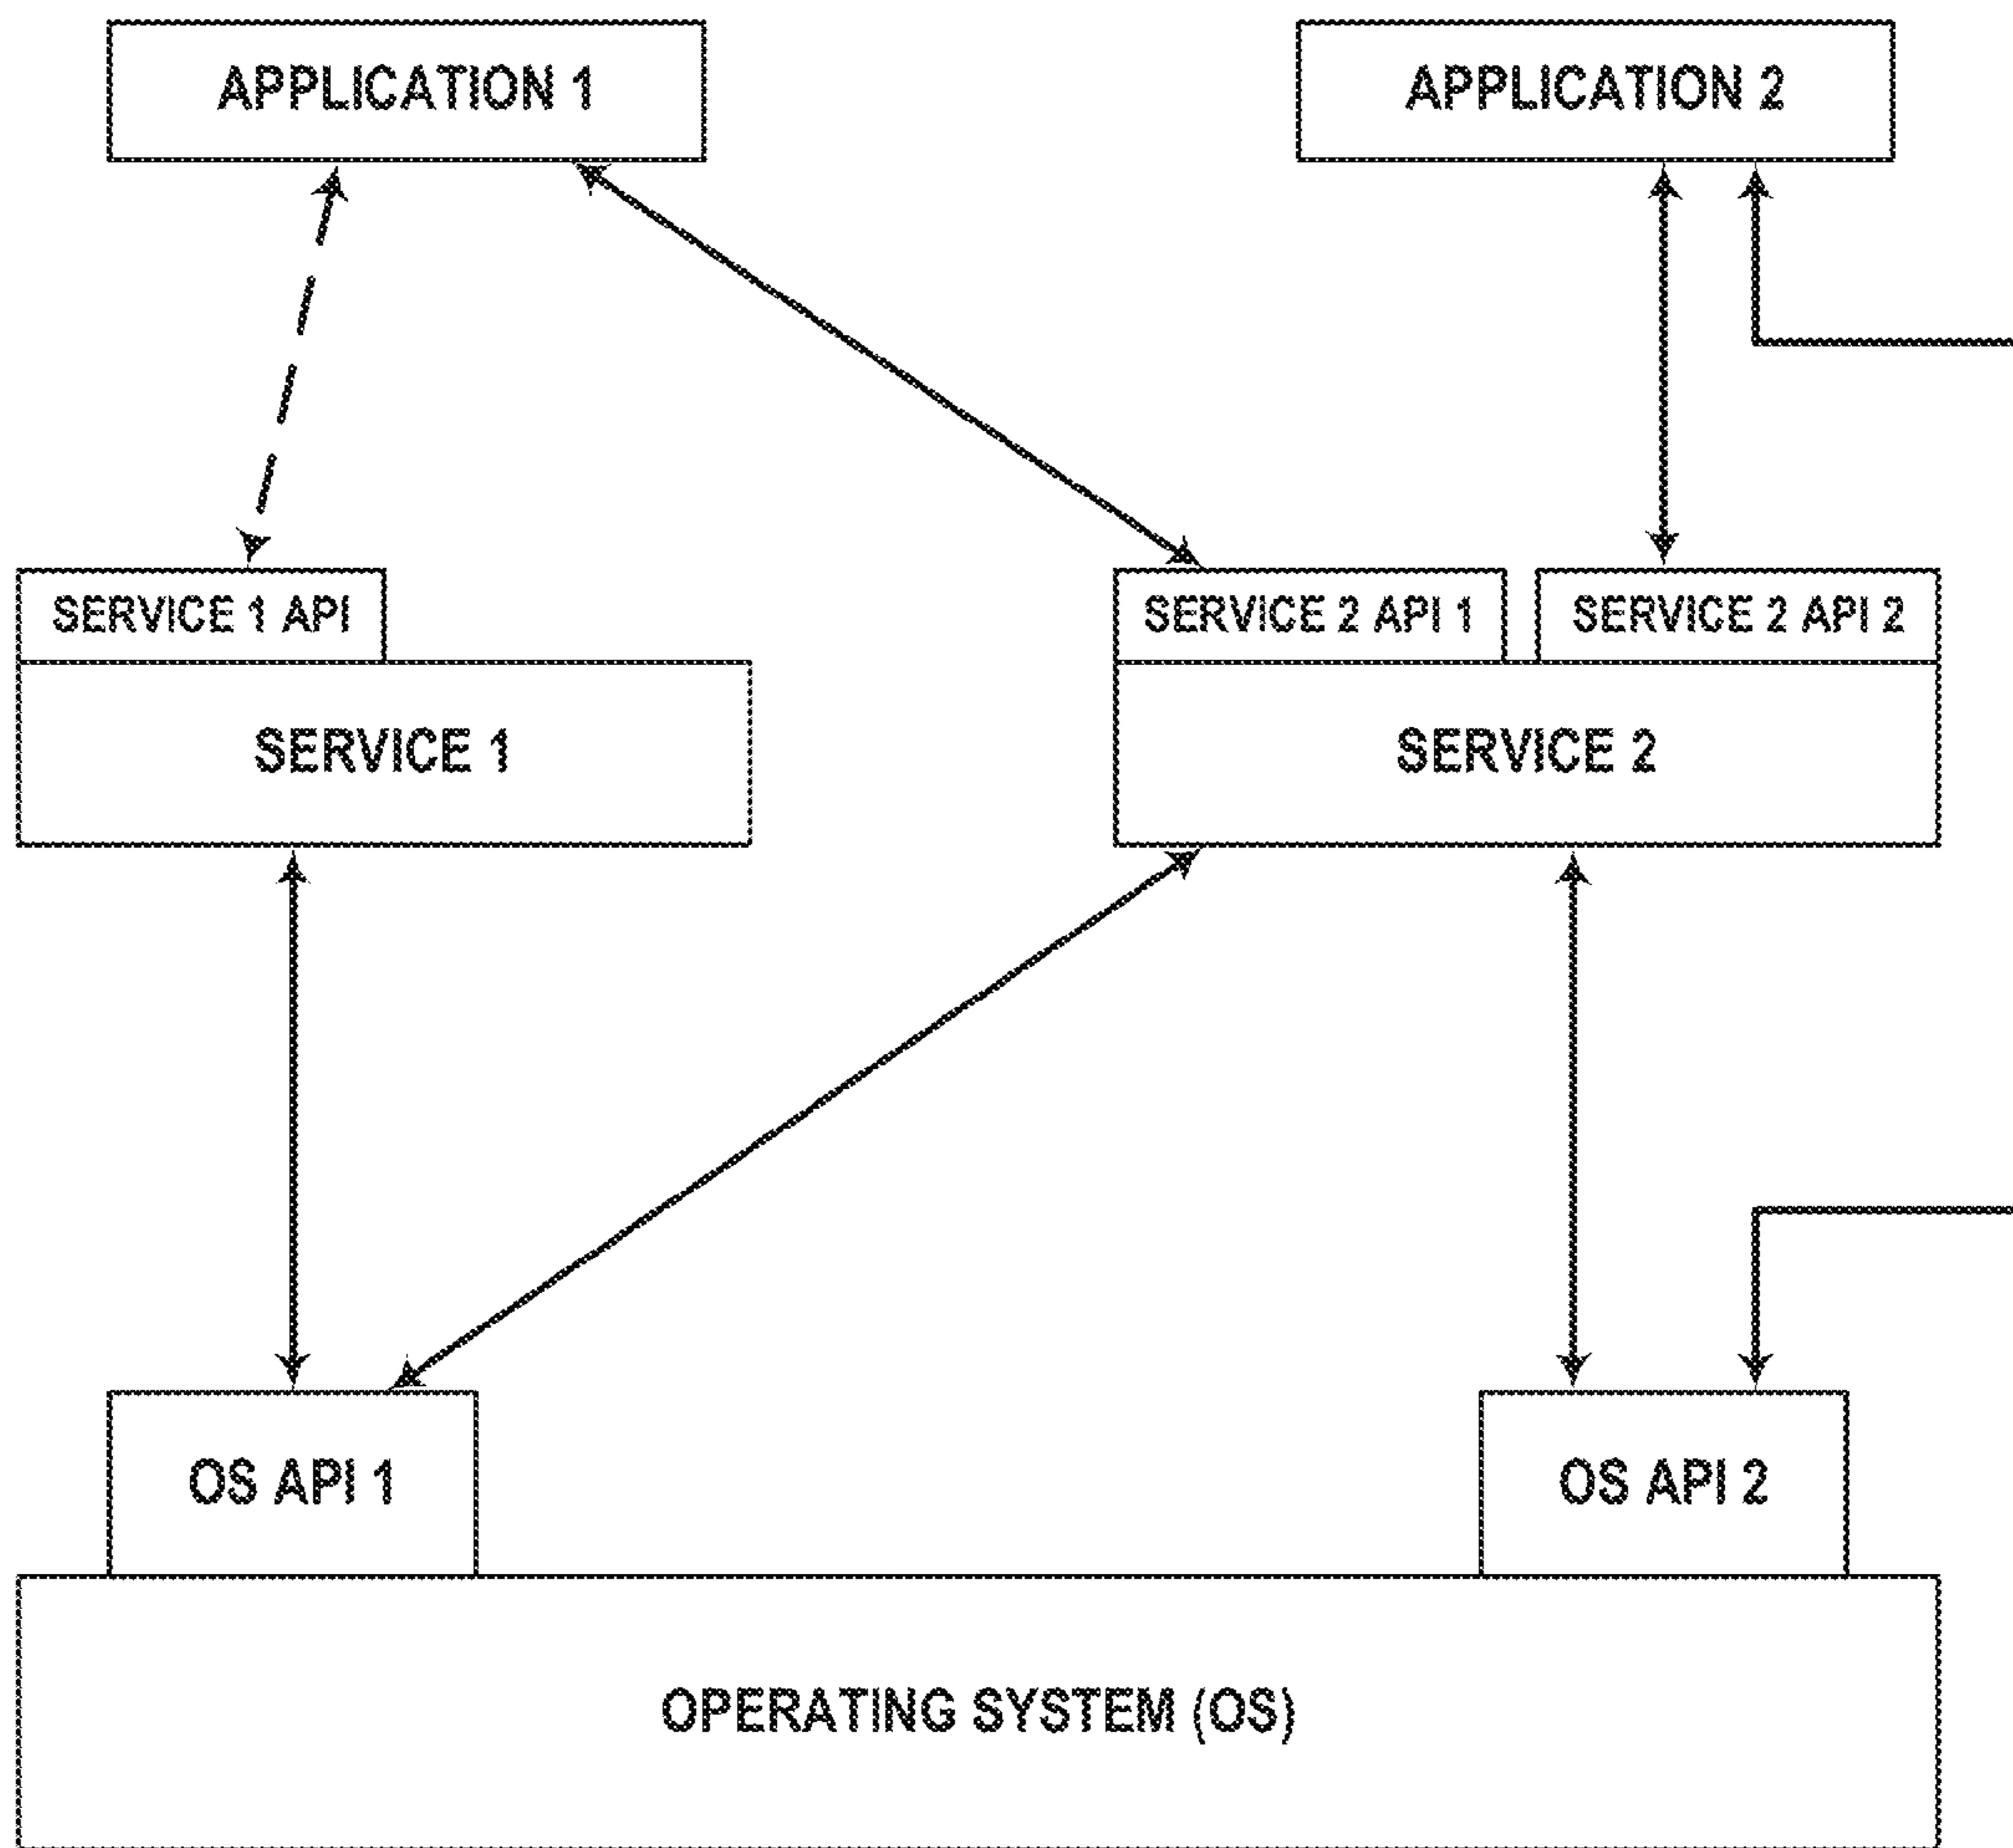 APPLICATION 1
APPLICATION 2
SERVICE 1 API
SERVICE 2 API 1
SERVICE 2 API 2
SERVICE 1
SERVICE 2
OS API 1
OS API 2
OPERATING SYSTEM (OS)